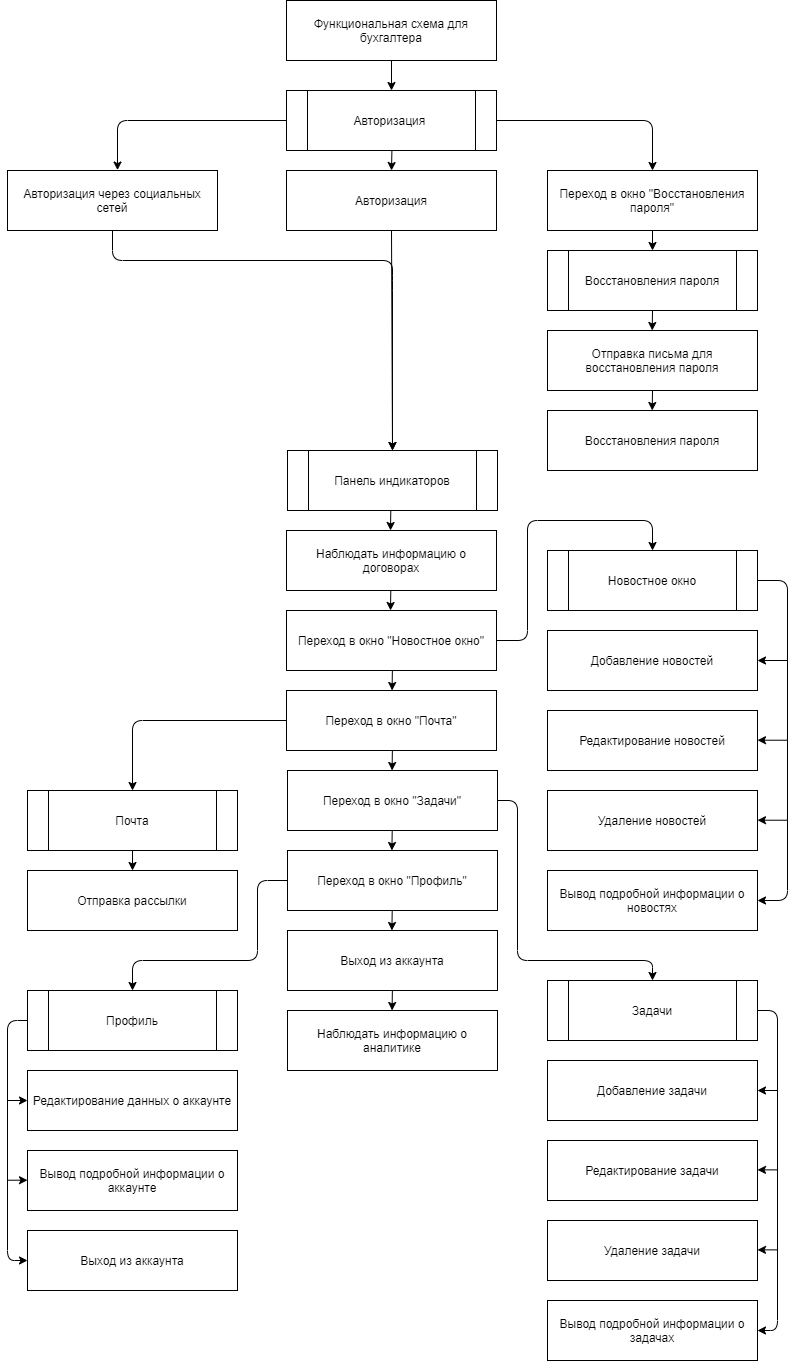 Функциональная схема для
бухгалтера
Авторизация
Авторизация через социальных
сетей
Авторизация
Переход в окно "Восстановления
пароля"
Восстановления пароля
Отправка письма для
восстановления пароля
Восстановления пароля
Панель индикаторов
Наблюдать информацию о
договорах
Переход в окно "Новостное окно"
Новостное окно
Добавление новостей
Редактирование новостей
Удаление новостей
Вывод подробной информации о
новостях
Переход в окно "Почта"
Почта
Отправка рассылки
Переход в окно "Задачи"
Переход в окно "Профиль"
Выход из аккаунта
Наблюдать информацию о
аналитике
Профиль
Редактирование данных о аккаунте
Вывод подробной информации о
аккаунте
Выход из аккаунта
Задачи
Добавление задачи
Редактирование задачи
Удаление задачи
Вывод подробной информации о
задачах